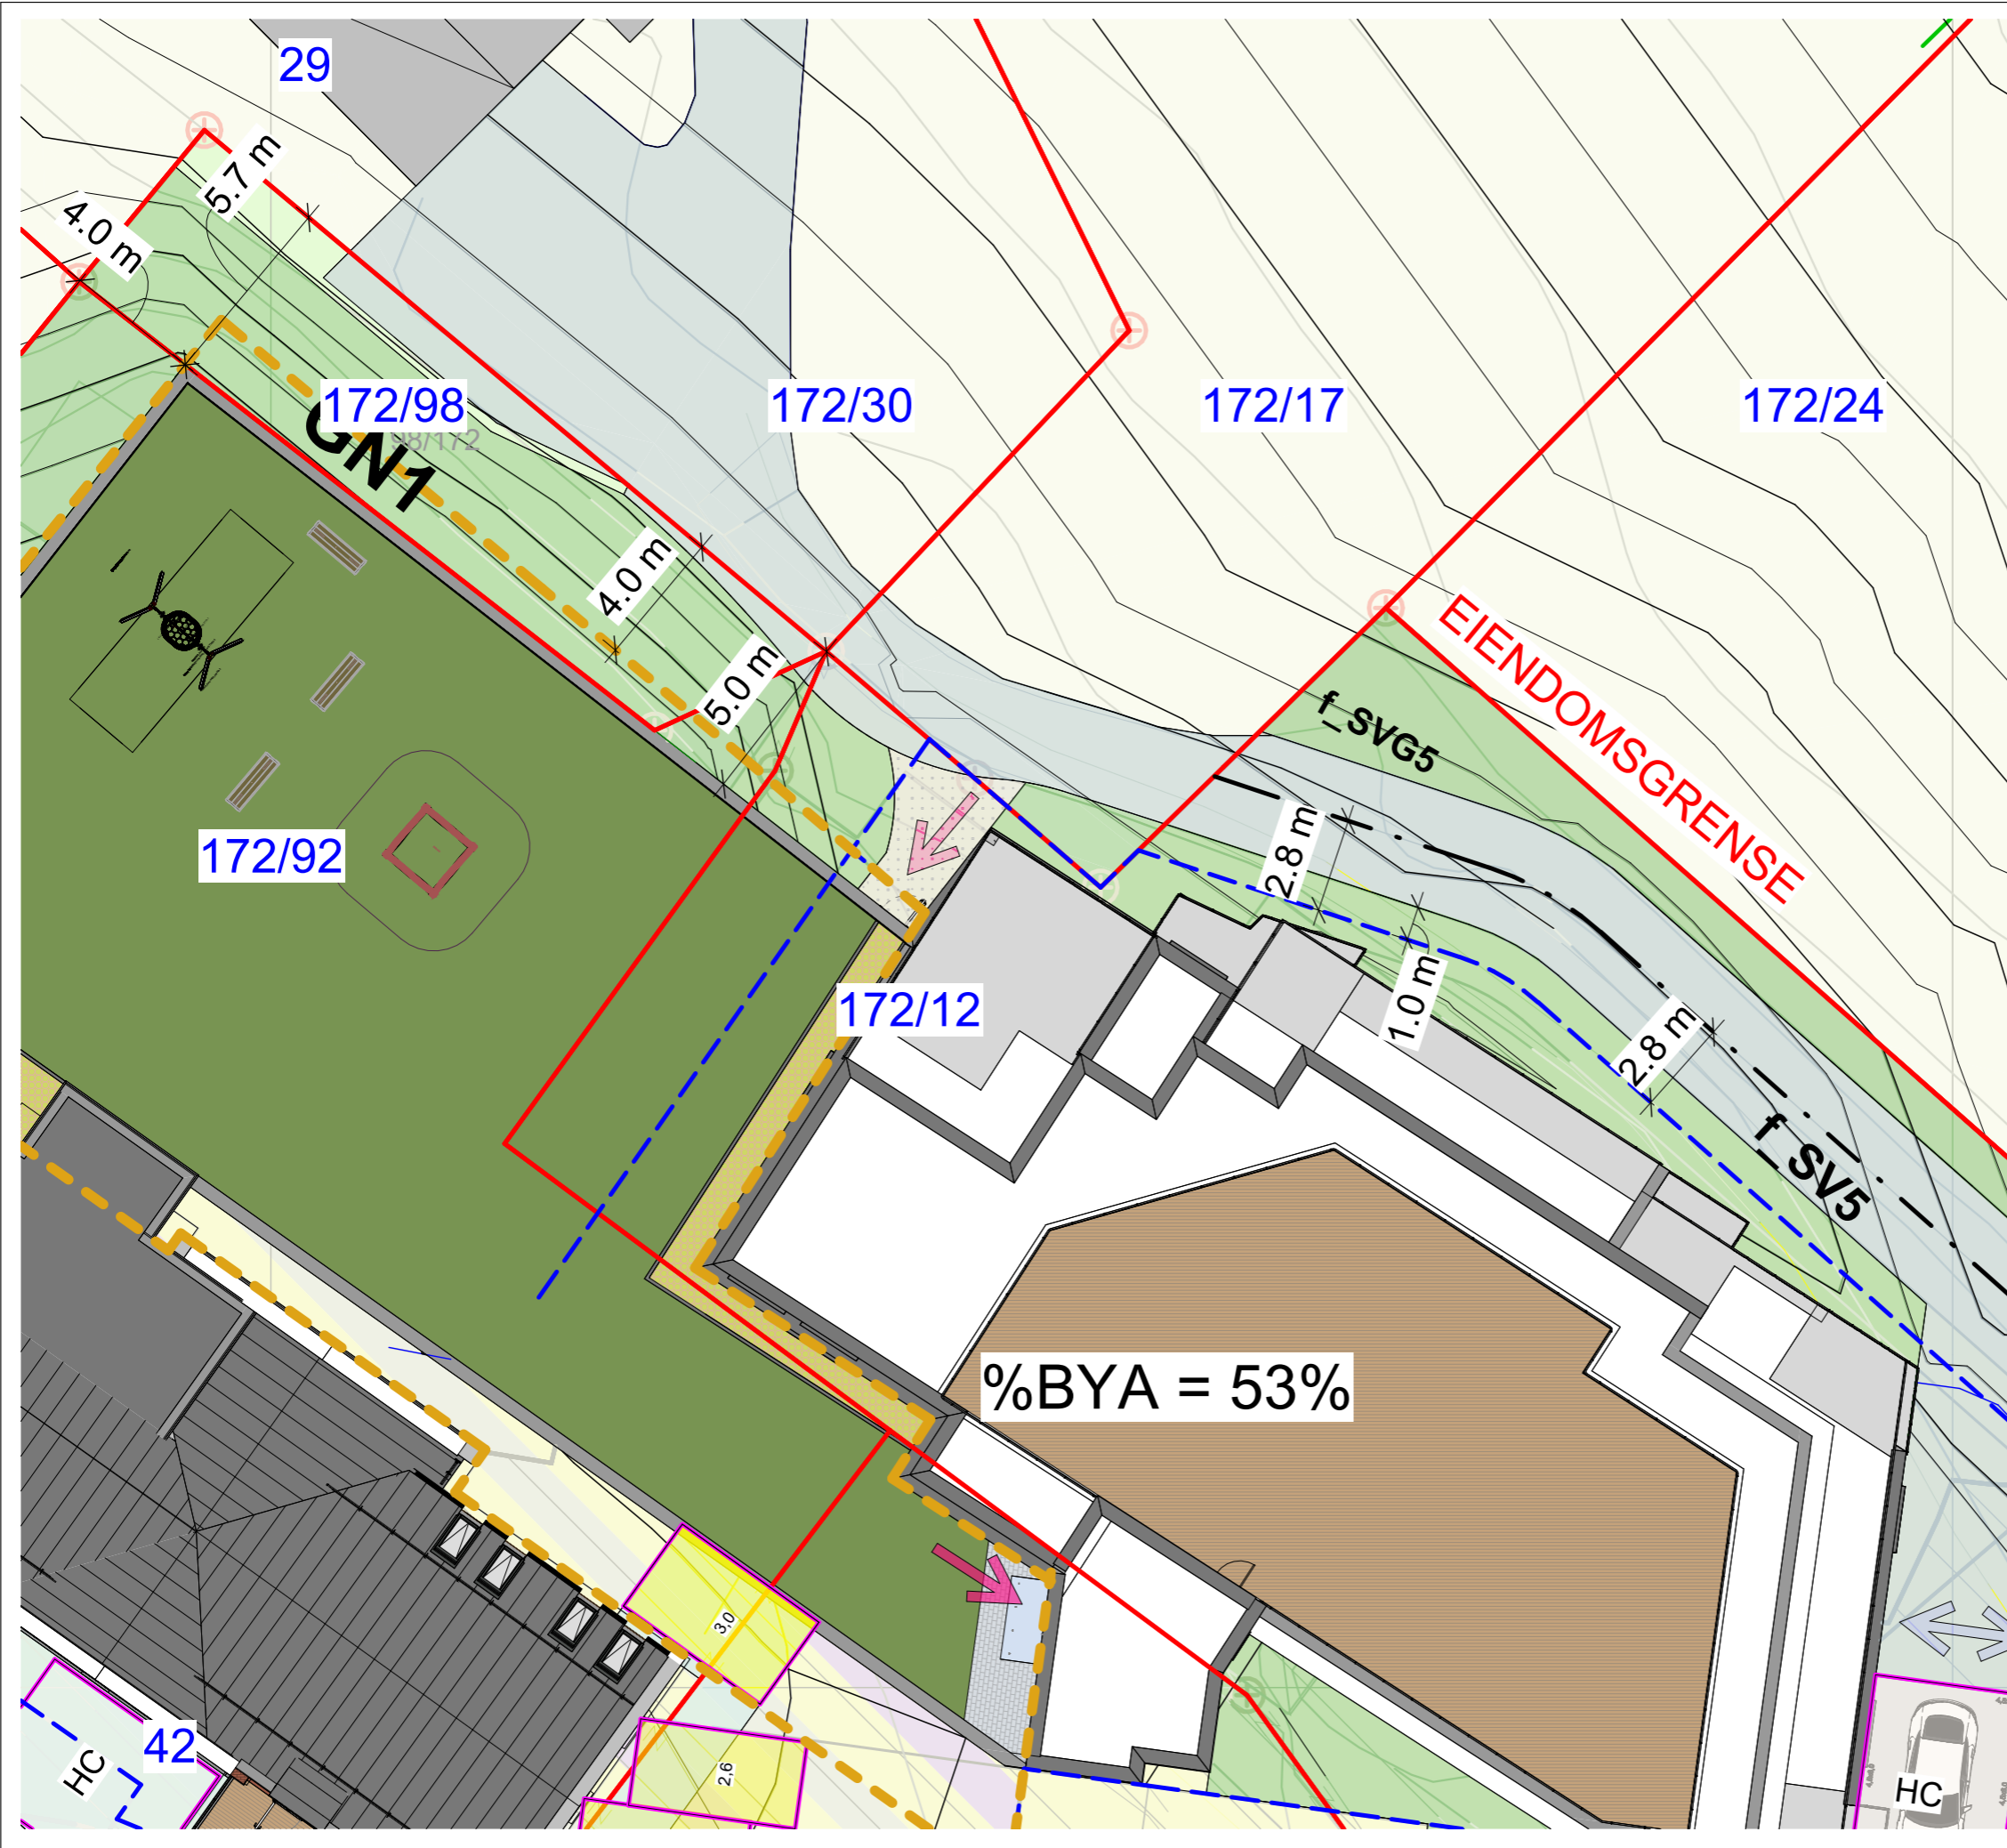 29
5.7 m
4.0 m
172/98
98/172
GN1
172/30
172/17
172/24
4.0 m
5.0 m
EIENDOMSGRENSE
f_SVG5
172/92
2.8 m
172/12
1.0 m
2.8 m
f_SV5
%BYA = 53%
3,0
2,6
42
HC
HC